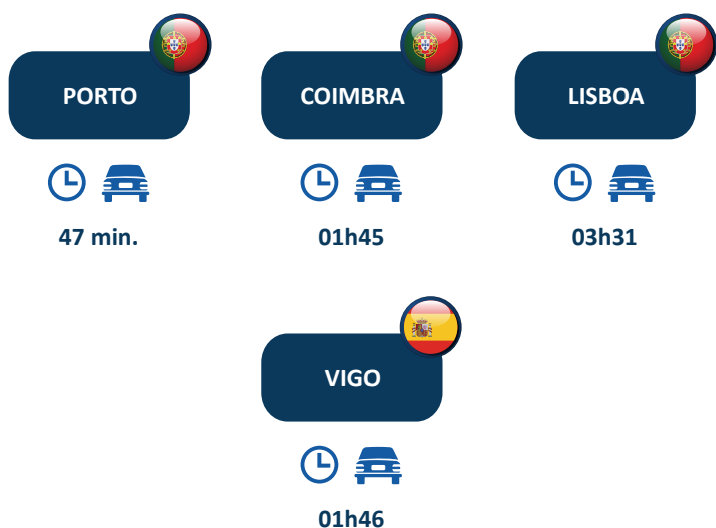 PORTO
COIMBRA
LISBOA
47 min.
01h45
03h31
VIGO
01h46